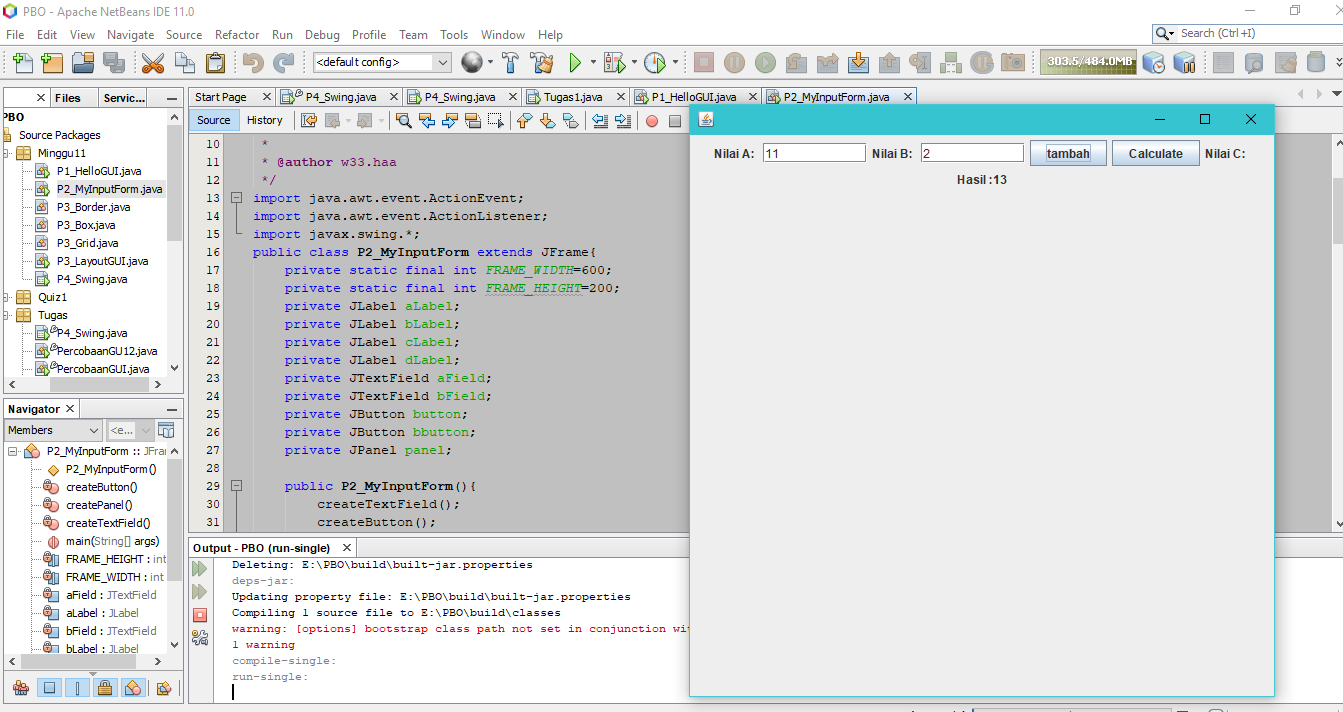 PBO - Apache NetBeans IDE 11.0
File Edit View Navigate Source Refactor Run Debug Profile Team Tools Window Help
Search (Ctrl+I)
<default config>
303.5/484.0MB
Files Servic...
Start Page P4_Swing.java P4_Swing.java Tugas1.java P1_HelloGUI.java P2_MyInputForm.java
Source History
PBO
Source Packages
Minggu11
P1_HelloGUI.java
P2_MyInputForm.java
P3_Border.java
P3_Box.java
P3_Grid.java
P3_LayoutGUI.java
P4_Swing.java
Quiz1
Tugas
P4_Swing.java
PercobaanGU12.java
PercobaanGUI.java
Navigator
Members <e...
P2_MyInputForm :: JFra
P2_MyInputForm()
createButton()
createPanel()
createTextField()
main(String[] args)
FRAME_HEIGHT : int
FRAME_WIDTH : int
aField : JTextField
aLabel : JLabel
bField : JTextField
bLabel : JLabel
10 *
11 * @author w33.haa
12 */
13 import java.awt.event.ActionEvent;
14 import java.awt.event.ActionListener;
15 import javax.swing.*;
16 public class P2_MyInputForm extends JFrame{
17 private static final int FRAME_WIDTH=600;
18 private static final int FRAME_HEIGHT=200;
19 private JLabel aLabel;
20 private JLabel bLabel;
21 private JLabel cLabel;
22 private JLabel dLabel;
23 private JTextField aField;
24 private JTextField bField;
25 private JButton button;
26 private JButton bbutton;
27 private JPanel panel;
28
29 public P2_MyInputForm(){
30 createTextField();
31 createButton();
Output - PBO (run-single)
Deleting: E:\PBO\build\built-jar.properties
deps-jar:
Updating property file: E:\PBO\build\built-jar.properties
Compiling 1 source file to E:\PBO\build\classes
warning: [options] bootstrap class path not set in conjunction wit
1 warning
compile-single:
run-single:
Nilai A: 11 Nilai B: 2 tambah Calculate Nilai C:
Hasil :13